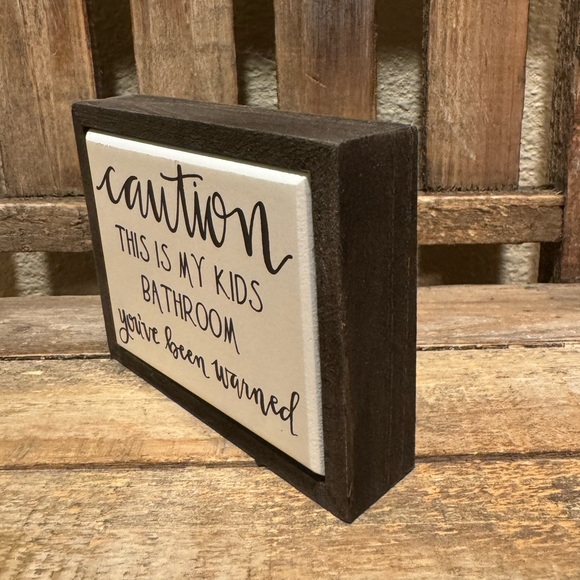 caution
THIS IS MY KIDS
BATHROOM
you've been warned